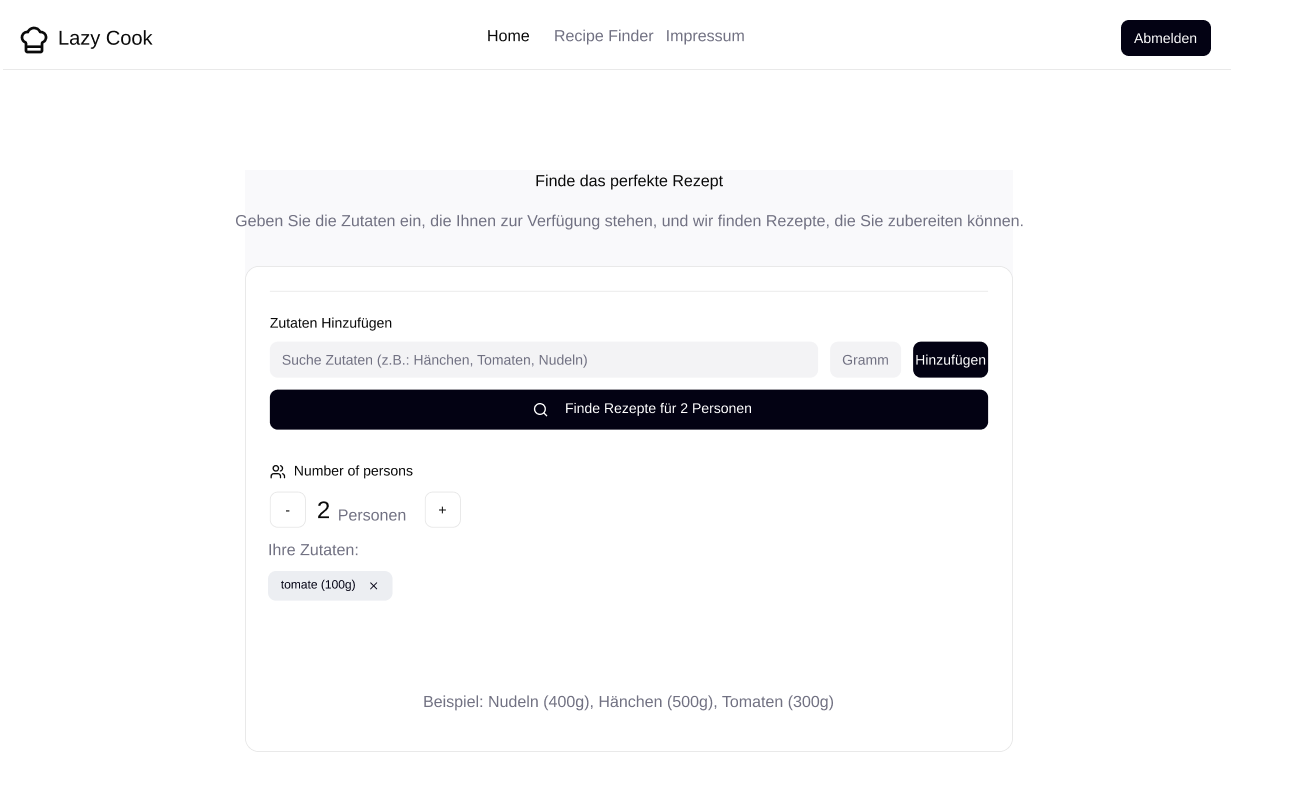 Lazy Cook
Home Recipe Finder Impressum
Abmelden
Finde das perfekte Rezept
Geben Sie die Zutaten ein, die Ihnen zur Verfügung stehen, und wir finden Rezepte, die Sie zubereiten können.
Zutaten Hinzufügen
Suche Zutaten (z.B.: Hänchen, Tomaten, Nudeln) Gramm Hinzufügen
Finde Rezepte für 2 Personen
Number of persons
- 2 Personen +
Ihre Zutaten:
tomate (100g)
Beispiel: Nudeln (400g), Hänchen (500g), Tomaten (300g)